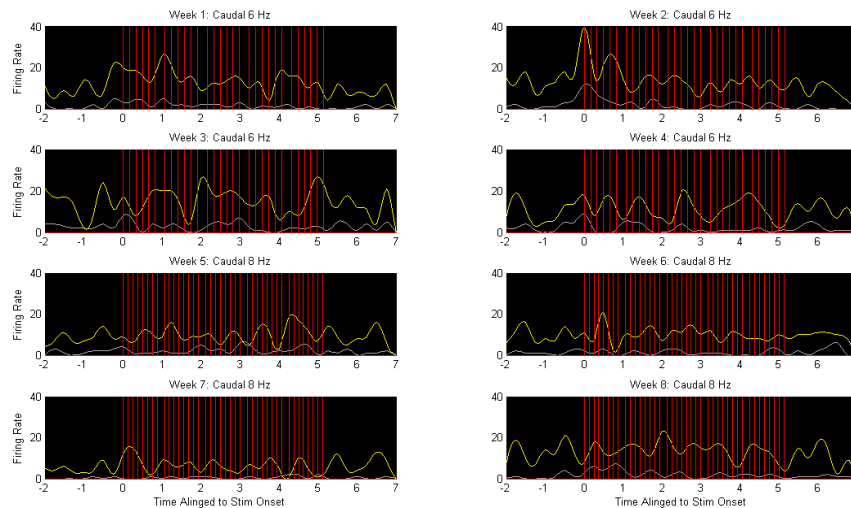 Week 1: Caudal 6 Hz
Firing Rate
40
20
0
-2 -1 0 1 2 3 4 5 6 7
Week 2: Caudal 6 Hz
40
20
0
-2 -1 0 1 2 3 4 5 6
Week 3: Caudal 6 Hz
Firing Rate
40
20
0
-2 -1 0 1 2 3 4 5 6 7
Week 4: Caudal 6 Hz
40
20
0
-2 -1 0 1 2 3 4 5 6
Week 5: Caudal 8 Hz
Firing Rate
40
20
0
-2 -1 0 1 2 3 4 5 6 7
Week 6: Caudal 8 Hz
40
20
0
-2 -1 0 1 2 3 4 5 6
Week 7: Caudal 8 Hz
Firing Rate
40
20
0
-2 -1 0 1 2 3 4 5 6 7
Time Alinged to Stim Onset
Week 8: Caudal 8 Hz
40
20
0
-2 -1 0 1 2 3 4 5 6
Time Alinged to Stim Onset